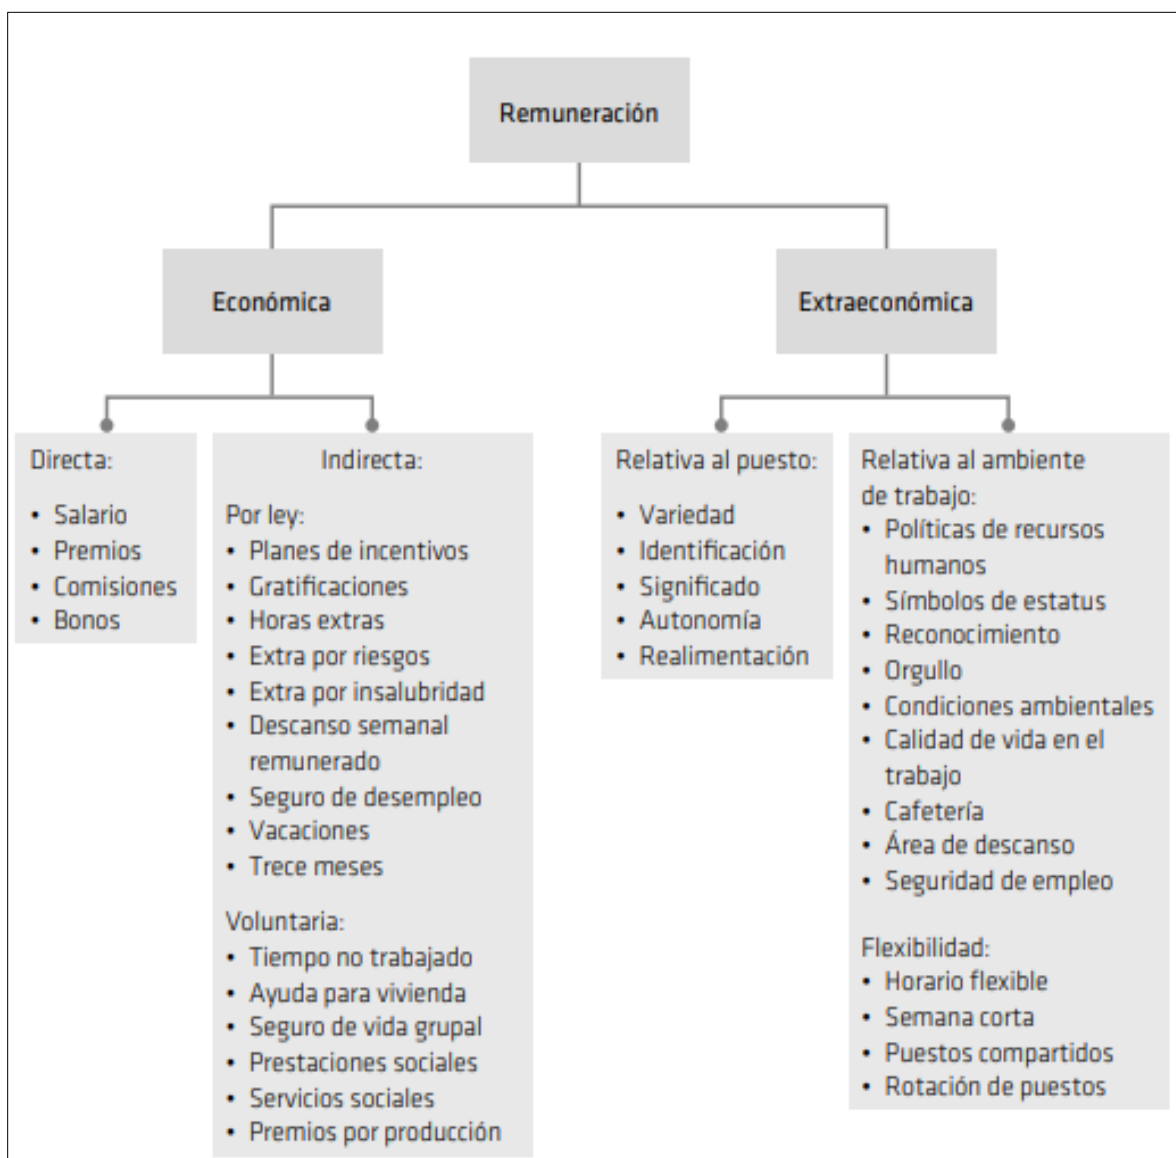 Remuneración
Económica
Extraeconómica
Directa:
• Salario
• Premios
• Comisiones
• Bonos
Indirecta:
Por ley:
• Planes de incentivos
• Gratificaciones
• Horas extras
• Extra por riesgos
• Extra por insalubridad
• Descanso semanal
remunerado
• Seguro de desempleo
• Vacaciones
• Trece meses
Voluntaria:
• Tiempo no trabajado
• Ayuda para vivienda
• Seguro de vida grupal
• Prestaciones sociales
• Servicios sociales
• Premios por producción
Relativa al puesto:
• Variedad
• Identificación
• Significado
• Autonomía
• Realimentación
Relativa al ambiente
de trabajo:
• Políticas de recursos
humanos
• Símbolos de estatus
• Reconocimiento
• Orgullo
• Condiciones ambientales
• Calidad de vida en el
trabajo
• Cafetería
• Área de descanso
• Seguridad de empleo
Flexibilidad:
• Horario flexible
• Semana corta
• Puestos compartidos
• Rotación de puestos